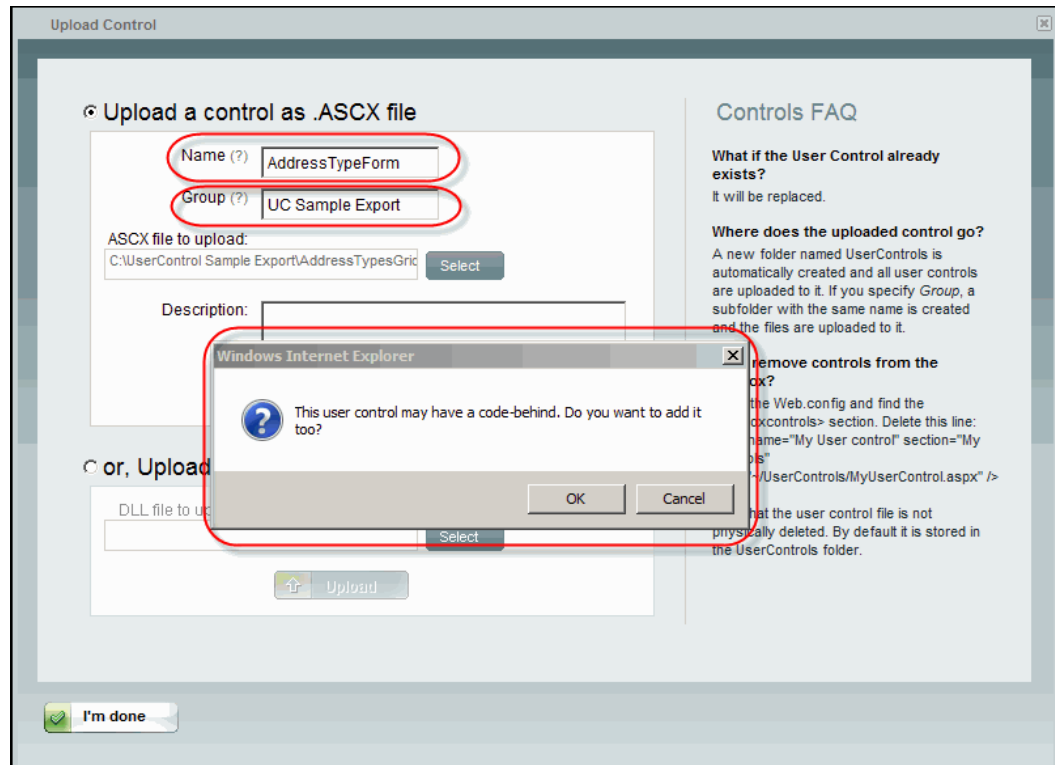 Upload Control
Upload a control as .ASCX file
Name (?)
AddressTypeForm
Group (?)
UC Sample Export
ASCX file to upload:
C:\UserControl Sample Export\AddressTypesGrid
Select
Description:
or, Upload
DLL file to up
Select
Upload
I'm done
Windows Internet Explorer
This user control may have a code-behind. Do you want to add it
too?
OK
Cancel
Controls FAQ
What if the User Control already
exists?
It will be replaced.
Where does the uploaded control go?
A new folder named UserControls is
automatically created and all user controls
are uploaded to it. If you specify Group, a
subfolder with the same name is created
and the files are uploaded to it.
remove controls from the
ox?
the Web.config and find the
oxcontrols> section. Delete this line:
name="My User control" section="My
ols"
"~/UserControls/MyUserControl.aspx" />
hat the user control file is not
physically deleted. By default it is stored in
the UserControls folder.